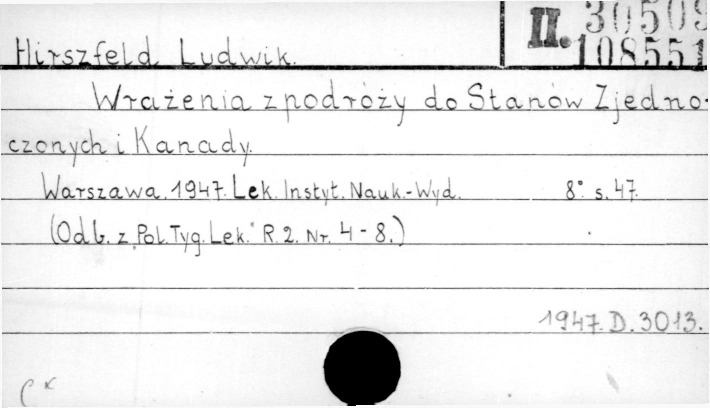 II. 30509
108551
Hirszfeld Ludwik.
Wrażenia z podróży do Stanów Zjedno-
czonych i Kanady.
Warszawa. 1947. Lek. Instyt. Nauk.-Wyd. 8° s. 47.
(Odb. z „Pol. Tyg. Lek." R. 2. Nr. 4-8.)
1947. D. 3013.